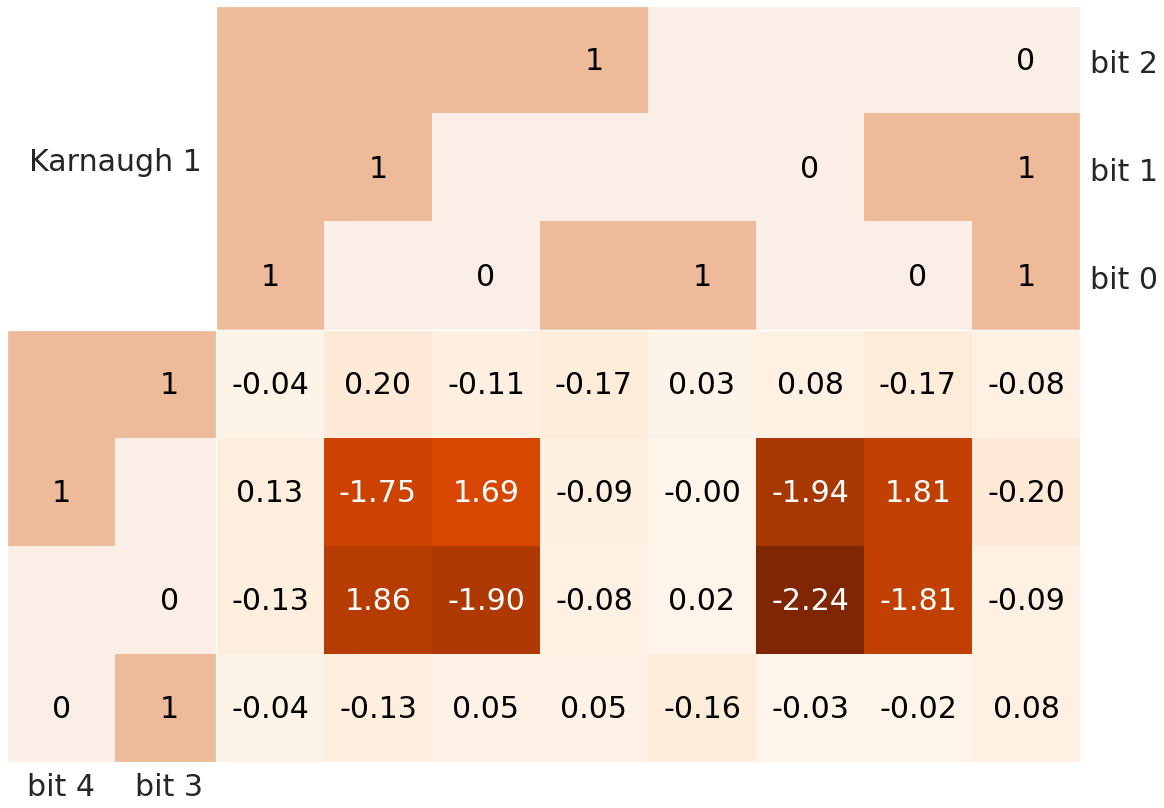 1 0 bit 2
Karnaugh 1 1 0 1 bit 1
1 0 1 0 1 bit 0
1 -0.04 0.20 -0.11 -0.17 0.03 0.08 -0.17 -0.08
1 0.13 -1.75 1.69 -0.09 -0.00 -1.94 1.81 -0.20
0 -0.13 1.86 -1.90 -0.08 0.02 -2.24 -1.81 -0.09
0 1 -0.04 -0.13 0.05 0.05 -0.16 -0.03 -0.02 0.08
bit 4 bit 3